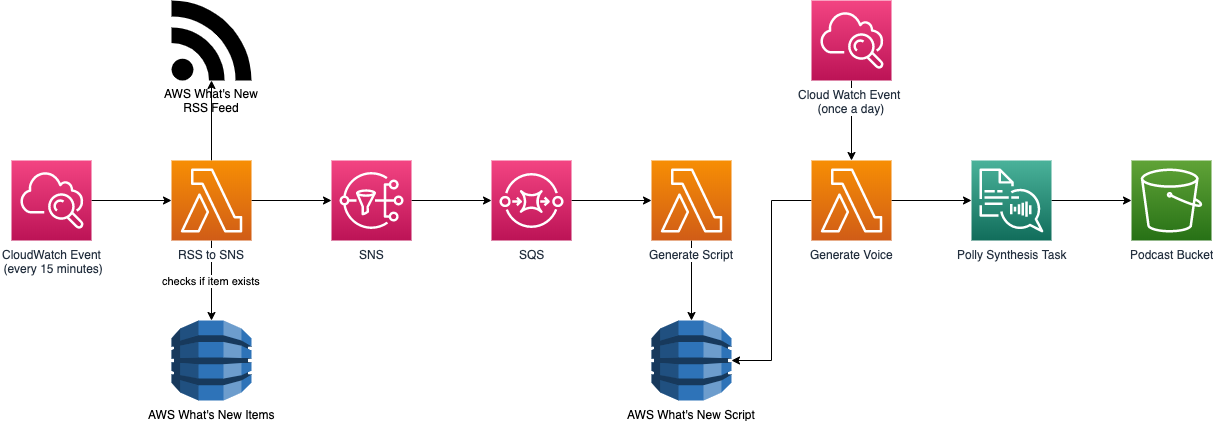 AWS What's New
RSS Feed
Cloud Watch Event
(once a day)
CloudWatch Event
(every 15 minutes)
RSS to SNS
SNS
SQS
Generate Script
Generate Voice
Polly Synthesis Task
Podcast Bucket
checks if item exists
AWS What's New Items
AWS What's New Script